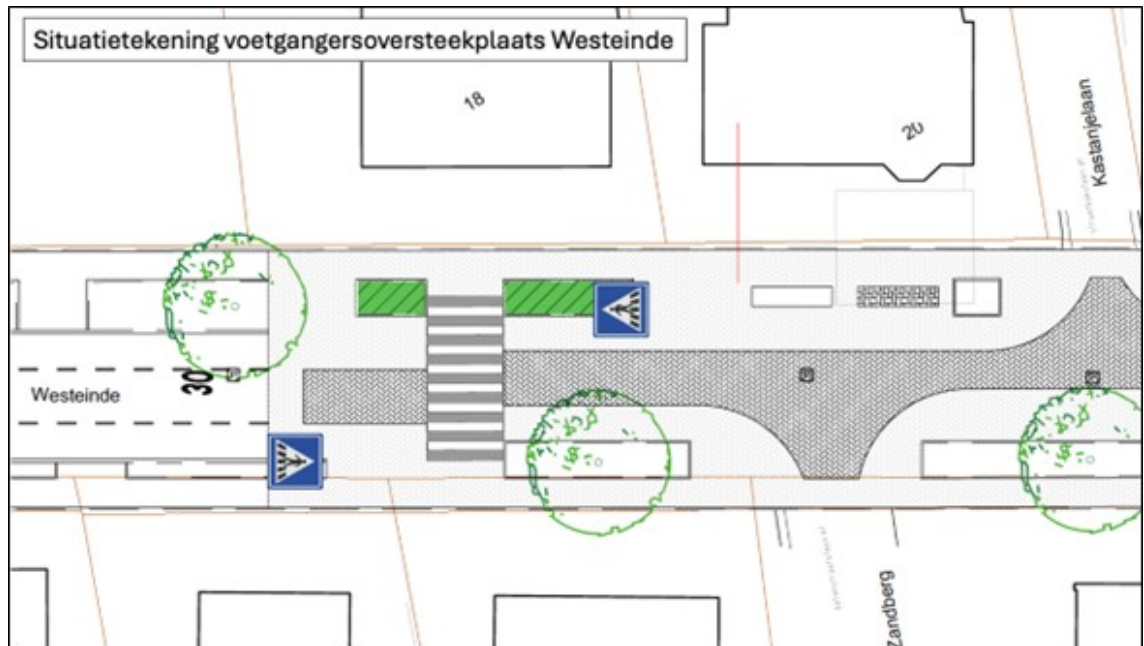 Situatietekening voetgangersoversteekplaats Westeinde
18
20
Kastanjelaan
30
Westeinde
Zandberg